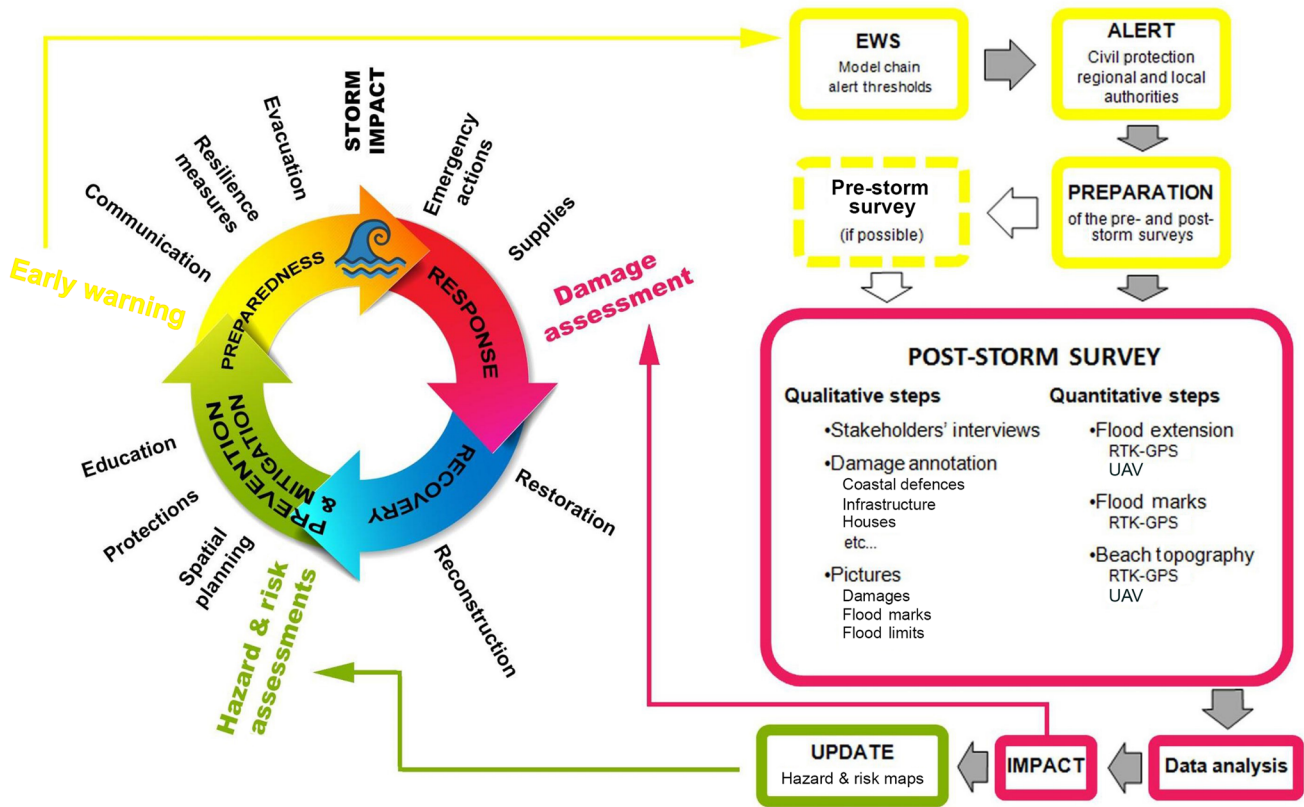 STORM
IMPACT
Evacuation
Resilience
measures
Communication
Early warning
Emergency
actions
Supplies
Damage
assessment
PREPAREDNESS
RESPONSE
RECOVERY
PREVENTION
& MITIGATION
Education
Protections
Spatial
planning
Hazard & risk
assessments
Restoration
Reconstruction
EWS
Model chain
alert thresholds
ALERT
Civil protection
regional and local
authorities
Pre-storm
survey
(if possible)
PREPARATION
of the pre- and post-
storm surveys
POST-STORM SURVEY
Qualitative steps
•Stakeholders' interviews
•Damage annotation
Coastal defences
Infrastructure
Houses
etc...
•Pictures
Damages
Flood marks
Flood limits
Quantitative steps
•Flood extension
RTK-GPS
UAV
•Flood marks
RTK-GPS
•Beach topography
RTK-GPS
UAV
UPDATE
Hazard & risk maps
IMPACT
Data analysis